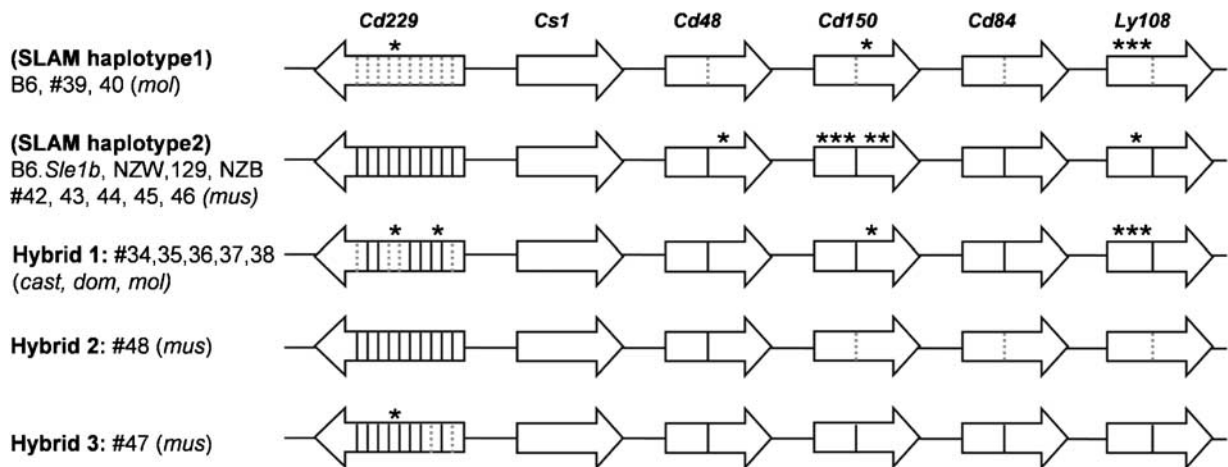 Cd229 Cs1 Cd48 Cd150 Cd84 Ly108
(SLAM haplotype1)
* * ***
B6, #39, 40 (mol)
(SLAM haplotype2)
* *** ** *
B6.Sle1b, NZW,129, NZB
#42, 43, 44, 45, 46 (mus)
* * * ***
Hybrid 1: #34,35,36,37,38
(cast, dom, mol)
Hybrid 2: #48 (mus)
*
Hybrid 3: #47 (mus)